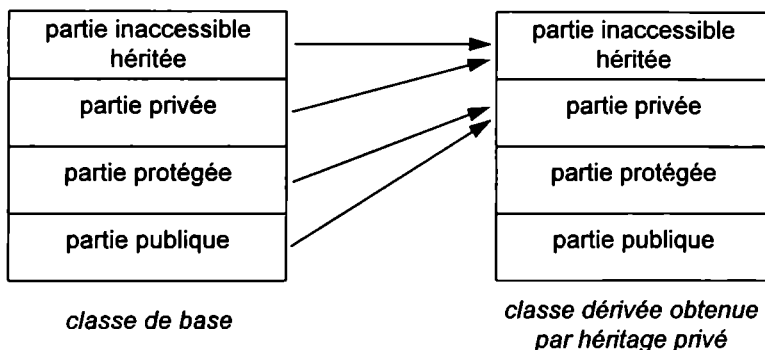 partie inaccessible
héritée
partie privée
partie protégée
partie publique
classe de base
partie inaccessible
héritée
partie privée
partie protégée
partie publique
classe dérivée obtenue
par héritage privé